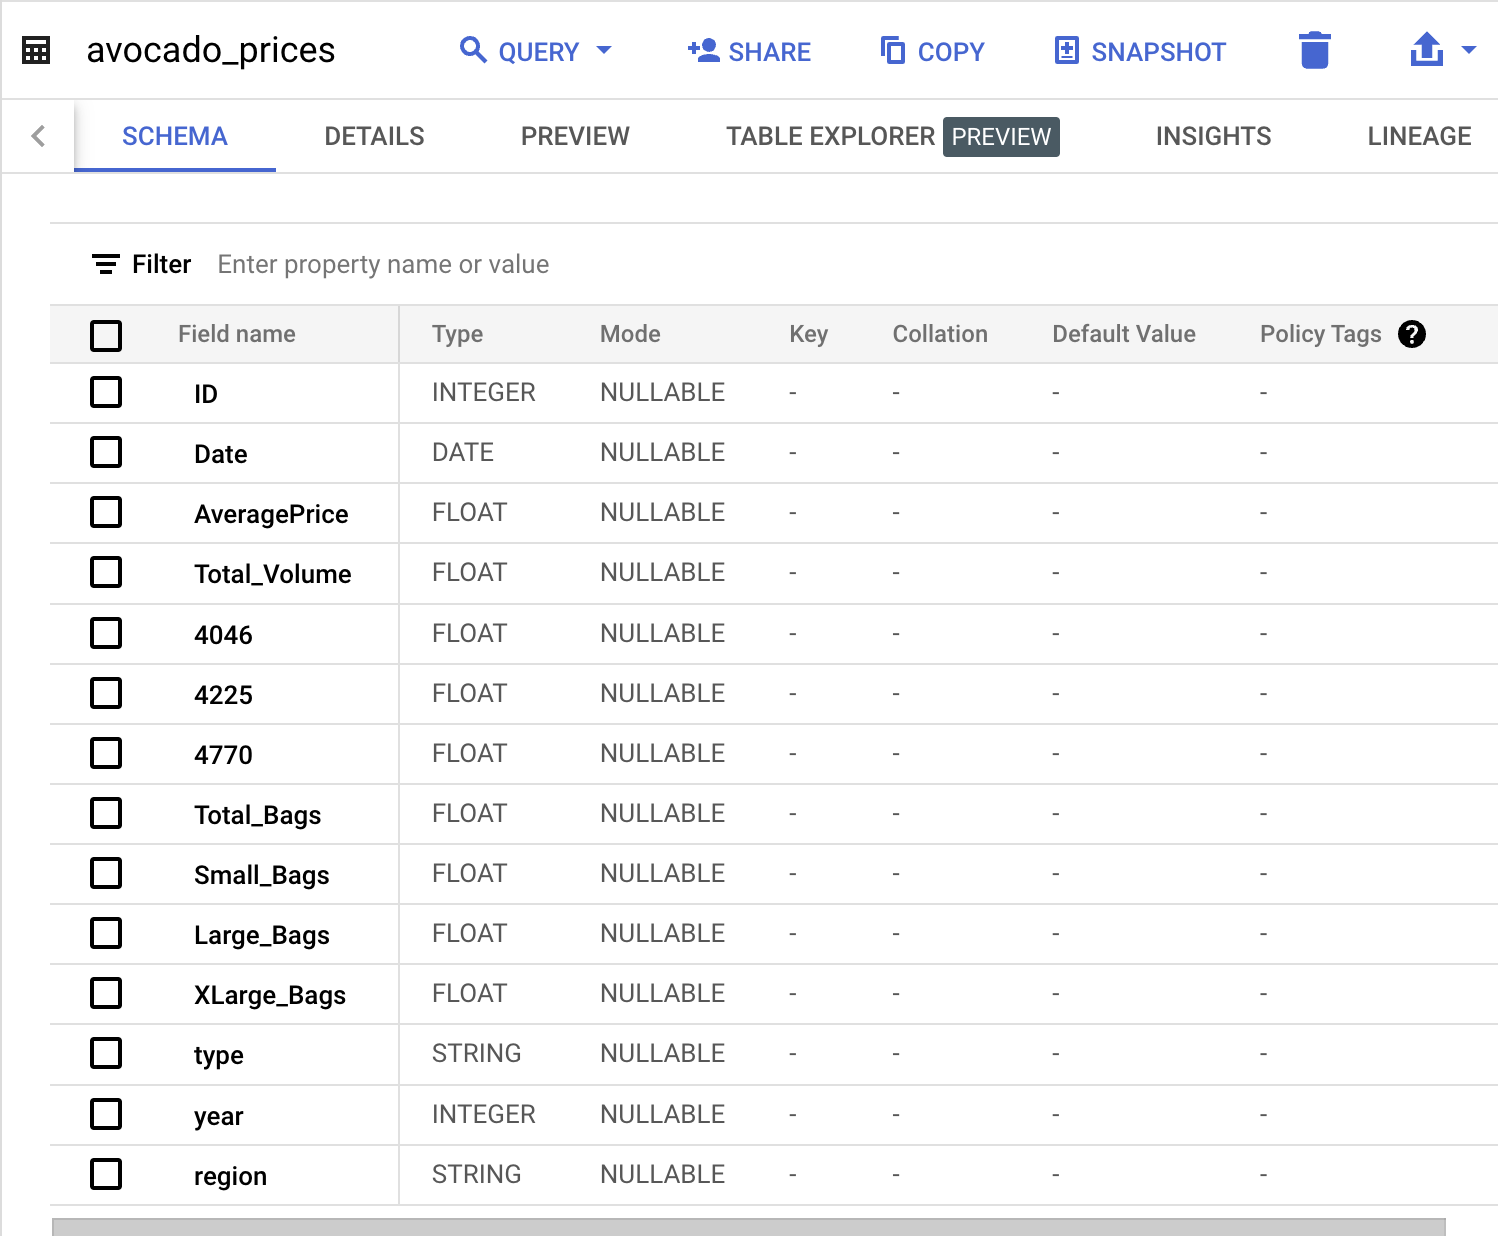 avocado_prices QUERY SHARE COPY SNAPSHOT
SCHEMA DETAILS PREVIEW TABLE EXPLORER PREVIEW INSIGHTS LINEAGE
Filter Enter property name or value
Field name Type Mode Key Collation Default Value Policy Tags ?
ID INTEGER NULLABLE - - - -
Date DATE NULLABLE - - - -
AveragePrice FLOAT NULLABLE - - - -
Total_Volume FLOAT NULLABLE - - - -
4046 FLOAT NULLABLE - - - -
4225 FLOAT NULLABLE - - - -
4770 FLOAT NULLABLE - - - -
Total_Bags FLOAT NULLABLE - - - -
Small_Bags FLOAT NULLABLE - - - -
Large_Bags FLOAT NULLABLE - - - -
XLarge_Bags FLOAT NULLABLE - - - -
type STRING NULLABLE - - - -
year INTEGER NULLABLE - - - -
region STRING NULLABLE - - - -